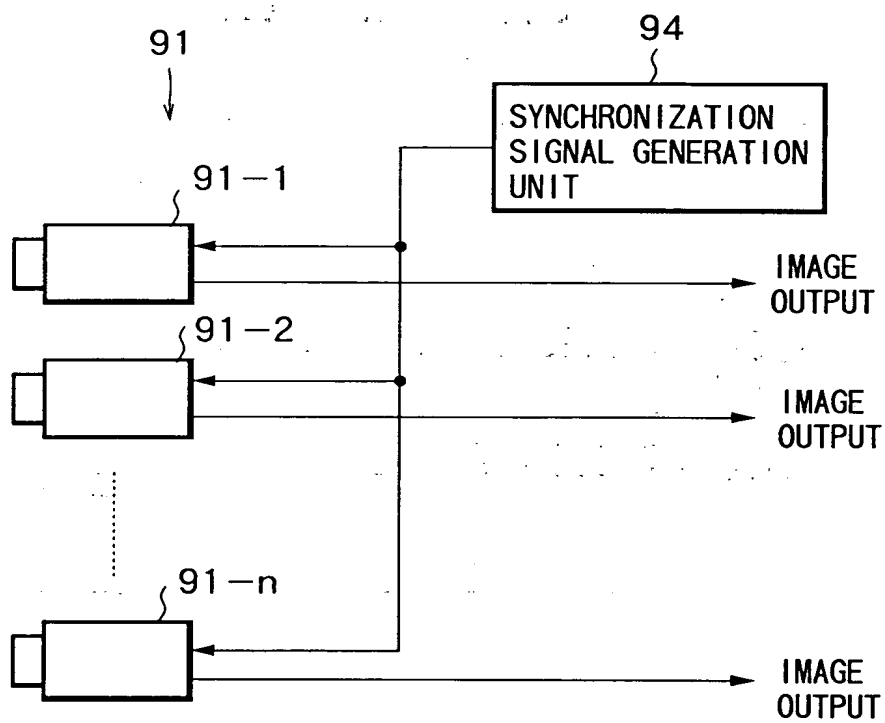 91
94
SYNCHRONIZATION
SIGNAL GENERATION
UNIT
91-1
IMAGE
OUTPUT
91-2
IMAGE
OUTPUT
91-n
IMAGE
OUTPUT